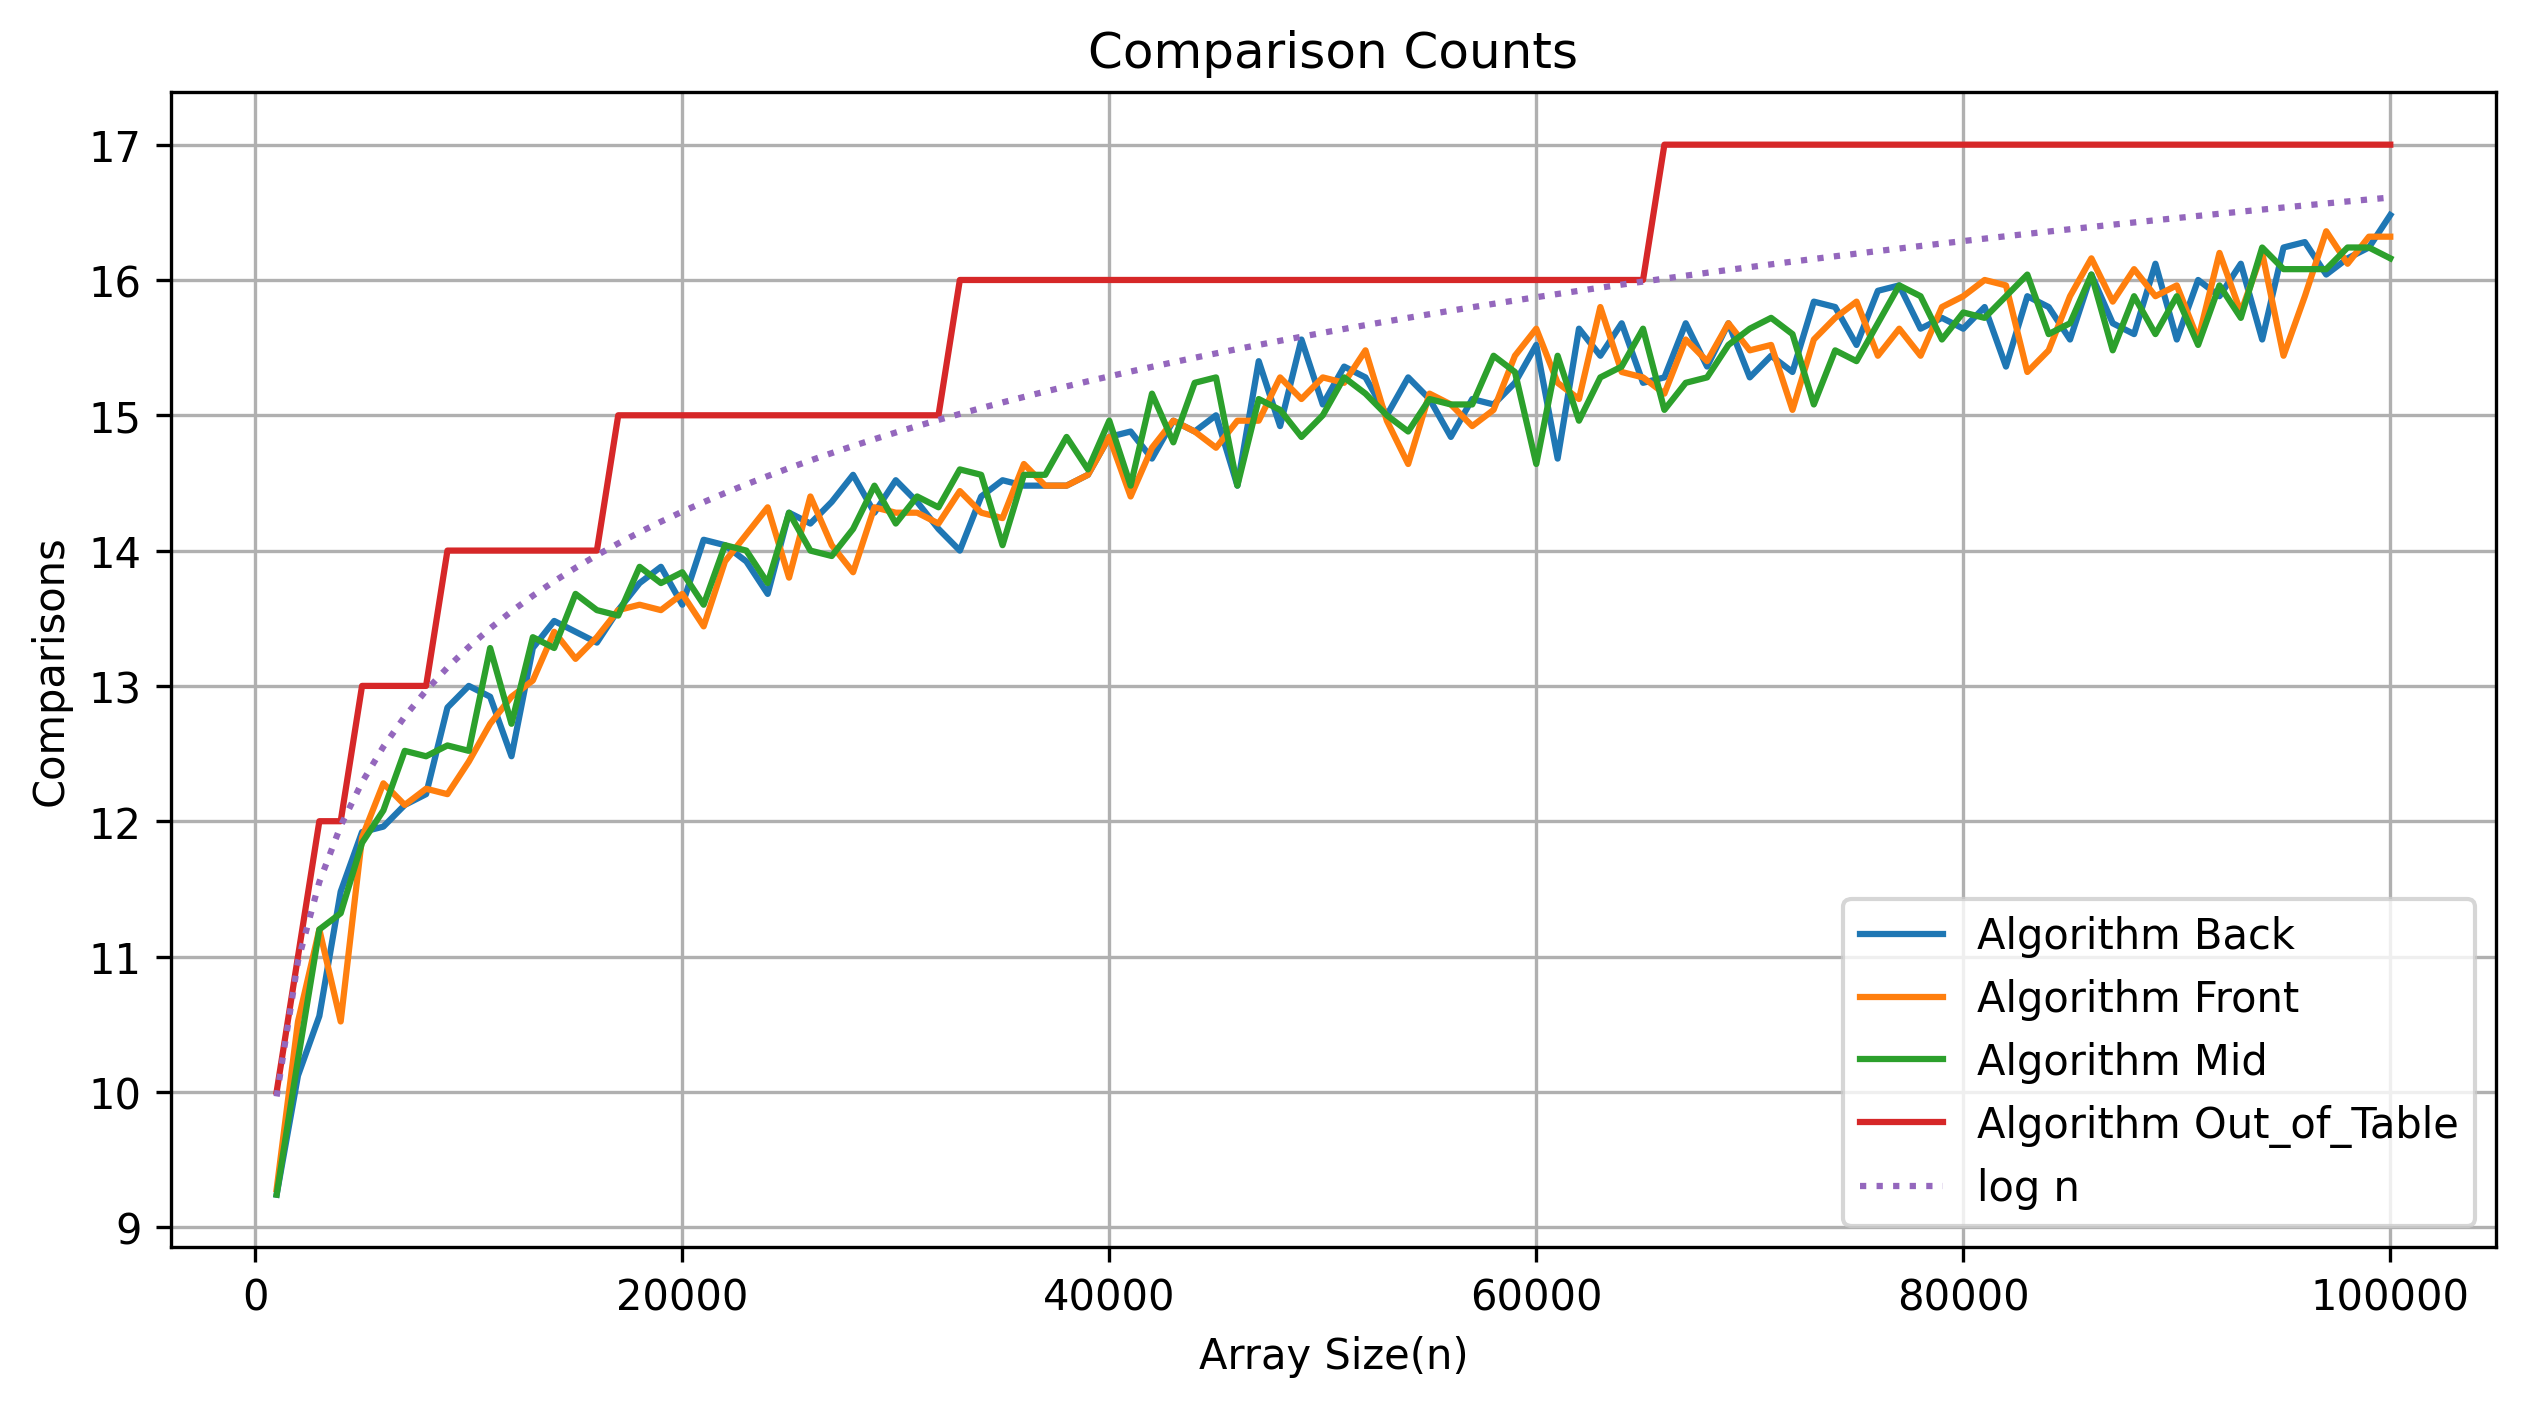 Comparison Counts
17
16
15
14
13
12
11
10
9
Comparisons
0 20000 40000 60000 80000 100000
Array Size(n)
Algorithm Back
Algorithm Front
Algorithm Mid
Algorithm Out_of_Table
log n